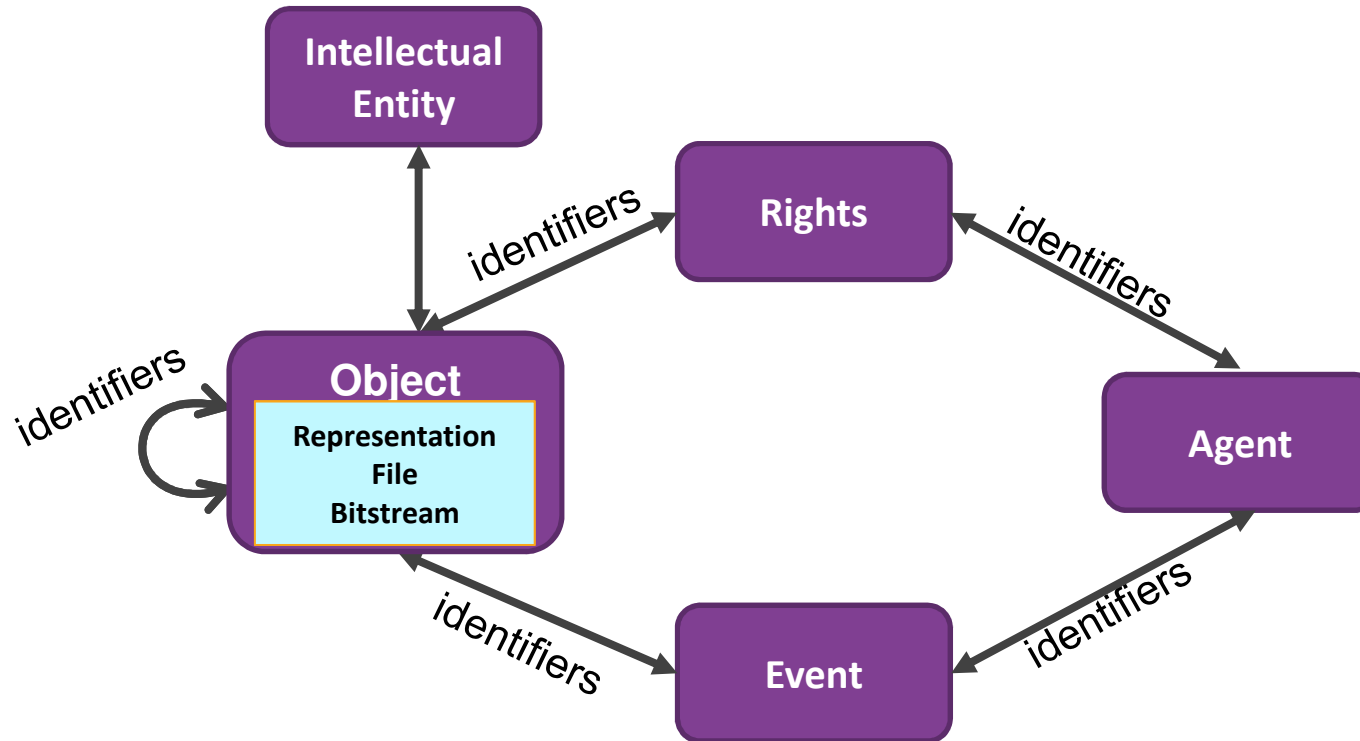 Intellectual
Entity
identifiers
Rights
identifiers
identifiers
Object
Representation
File
Bitstream
Agent
identifiers
identifiers
Event